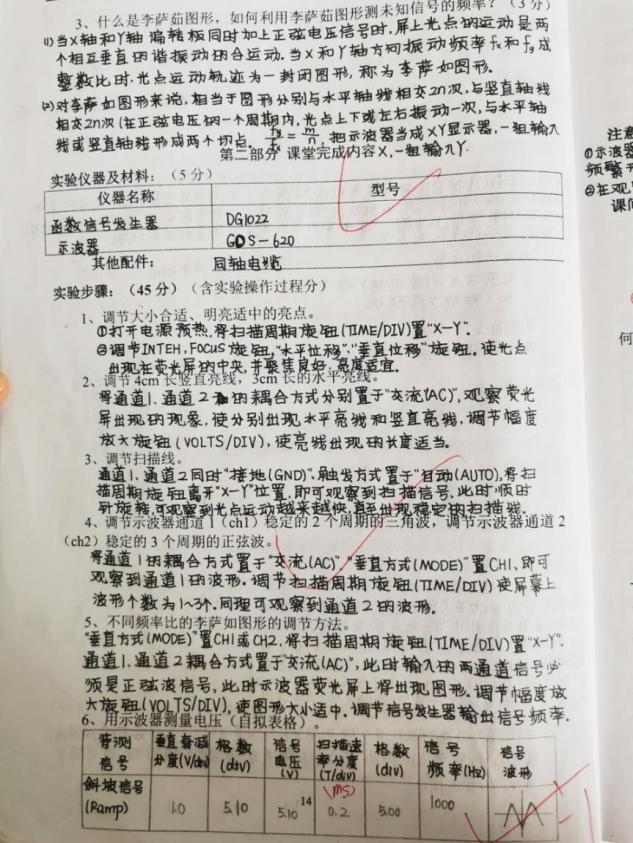 3、什么是李萨茹图形，如何利用李萨茹图形测未知信号的频率？（3分）
(1)当X轴和Y轴偏转板同时加上正弦电压信号时,屏上光点的运动是两
个相互垂直的谐振动的合运动.当X和Y轴方向振动频率fx和fy成
整数比时.光点运动轨迹为一封闭图形,称为李萨如图形.
(2)对李萨如图形来说,相当于图形分别与水平轴线相交2m次.与竖直轴线
相交2n次(在正弦电压的一个周期内,光点上下或左右振动一次,与水平轴
线或竖直轴线形成两个切点. fy/fx = m/n,把示波器当成XY显示器,一组输入
第二部分 课堂完成内容X,一组输入Y.
实验仪器及材料：（5分）
仪器名称 型号
函数信号发生器 DG1022
示波器 GOS-620
其他配件： 同轴电缆
实验步骤：（45分）（含实验操作过程分）
1、调节大小合适、明亮适中的亮点。
①打开电源预热.将扫描周期旋钮(TIME/DIV)置"X-Y".
②调节INTEH,FOCUS旋钮,"水平位移"."垂直位移"旋钮.使光点
出现在荧光屏的中央,并聚焦良好,亮度适宜.
2、调节4cm长竖直亮线，3cm长的水平亮线。
将通道1.通道2的耦合方式分别置于"交流(AC)",观察荧光
屏出现的现象,使分别出现水平亮线和竖直亮线,调节幅度
放大旋钮(VOLTS/DIV),使亮线出现的长度适当.
3、调节扫描线。
通道1.通道2同时"接地(GND)".触发方式置于"自动(AUTO),将扫
描周期旋钮离开"X-Y"位置,即可观察到扫描信号,此时顺时
针旋转,可观察到光点运动越来越快,直至出现稳定的扫描线.
4、调节示波器通道1（ch1）稳定的2个周期的三角波，调节示波器通道2
（ch2）稳定的3个周期的正弦波。
将通道1的耦合方式置于"交流(AC)","垂直方式(MODE)"置CH1,即可
观察到通道1的波形.调节扫描周期旋钮(TIME/DIV)使屏幕上
波形个数为1~3个.同理可观察到通道2的波形.
5、不同频率比的李萨如图形的调节方法。
"垂直方式(MODE)"置CH1或CH2,将扫描周期旋钮(TIME/DIV)置"X-Y".
通道1.通道2耦合方式置于"交流(AC)",此时输入的两通道信号必
须是正弦波信号,此时示波器荧光屏上将出现图形.调节幅度放
大旋钮(VOLTS/DIV),使图形大小适中.调节信号发生器输出信号频率.
6、用示波器测量电压（自拟表格）。
待测信号 垂直衰减分度(V/div) 格数(div) 信号电压(V) 扫描速率分度(T/div) 格数(div) 信号频率(Hz) 信号波形
(ms)
斜坡信号(Ramp) 1.0 5.10 5.10 0.2 5.00 1000
14
-1
注意
①示波器
频繁开
②在观
课间
何